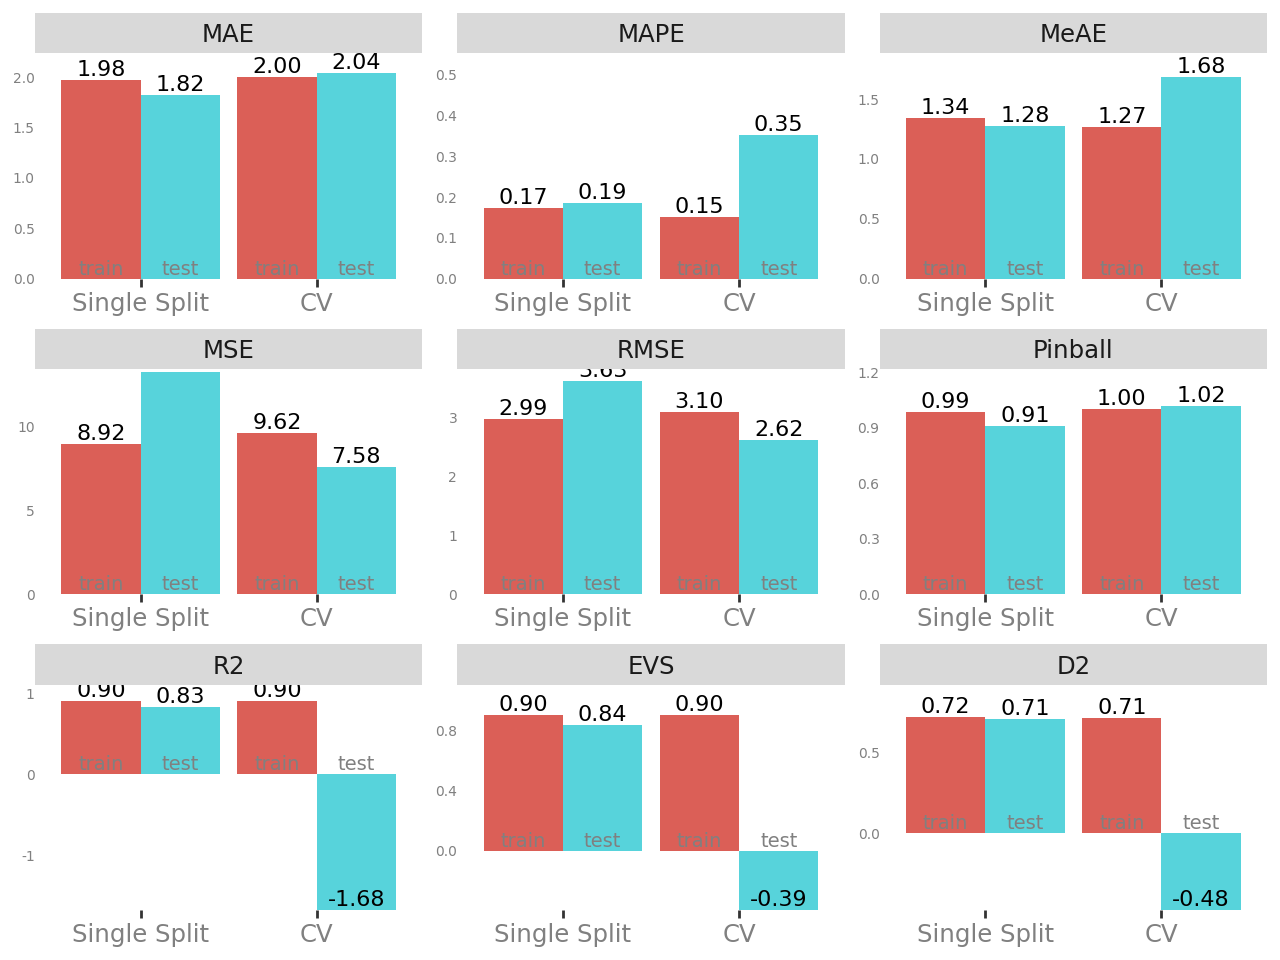 MAE
2.0
1.5
1.0
0.5
0.0
1.98
1.82
2.00
2.04
train
test
train
test
Single Split
CV
MAPE
0.5
0.4
0.3
0.2
0.1
0.0
0.17
0.19
0.15
0.35
train
test
train
test
Single Split
CV
MeAE
1.5
1.0
0.5
0.0
1.34
1.28
1.27
1.68
train
test
train
test
Single Split
CV
MSE
10
5
0
8.92
9.62
7.58
train
test
train
test
Single Split
CV
RMSE
3
2
1
0
2.99
3.10
2.62
train
test
train
test
Single Split
CV
Pinball
1.2
0.9
0.6
0.3
0.0
0.99
0.91
1.00
1.02
train
test
train
test
Single Split
CV
R2
1
0
-1
0.90
0.83
0.90
-1.68
train
test
train
test
Single Split
CV
EVS
0.8
0.4
0.0
0.90
0.84
0.90
-0.39
train
test
train
test
Single Split
CV
D2
0.5
0.0
0.72
0.71
0.71
-0.48
train
test
train
test
Single Split
CV